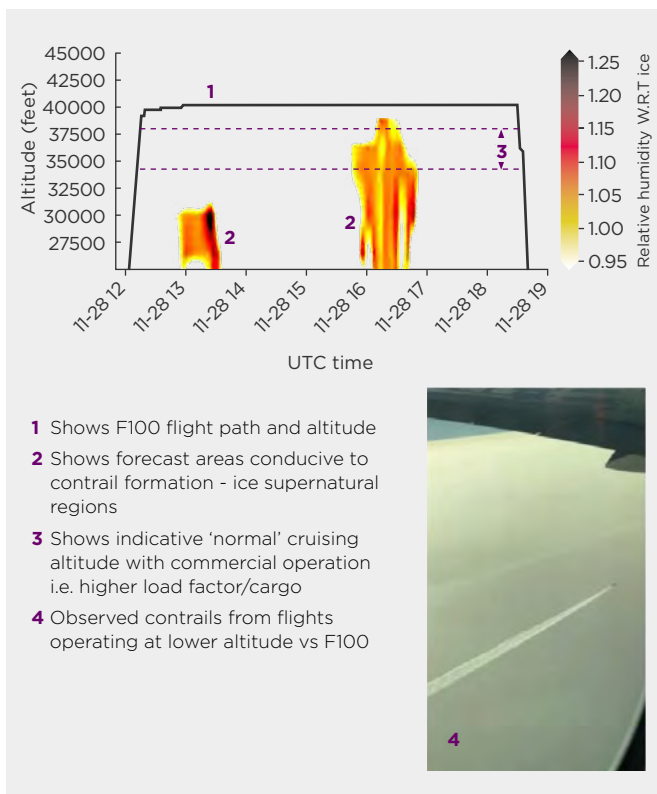 45000
42500
40000
37500
35000
32500
30000
27500
Altitude (feet)
1
2
2
3
1.25
1.20
1.15
1.10
1.05
1.00
0.95
Relative humidity W.R.T ice
11-28 12
11-28 13
11-28 14
11-28 15
11-28 16
11-28 17
11-28 18
11-28 19
UTC time
1 Shows F100 flight path and altitude
2 Shows forecast areas conducive to
contrail formation - ice supernatural
regions
3 Shows indicative ‘normal’ cruising
altitude with commercial operation
i.e. higher load factor/cargo
4 Observed contrails from flights
operating at lower altitude vs F100
4